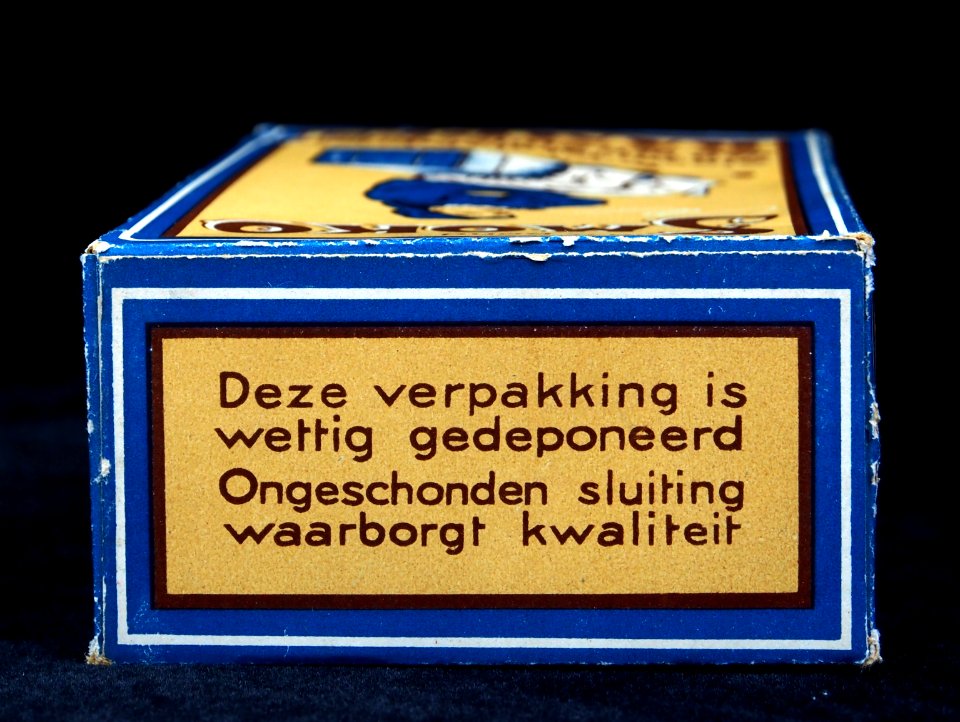 Deze verpakking is
wettig gedeponeerd
Ongeschonden sluiting
waarborgt kwaliteit